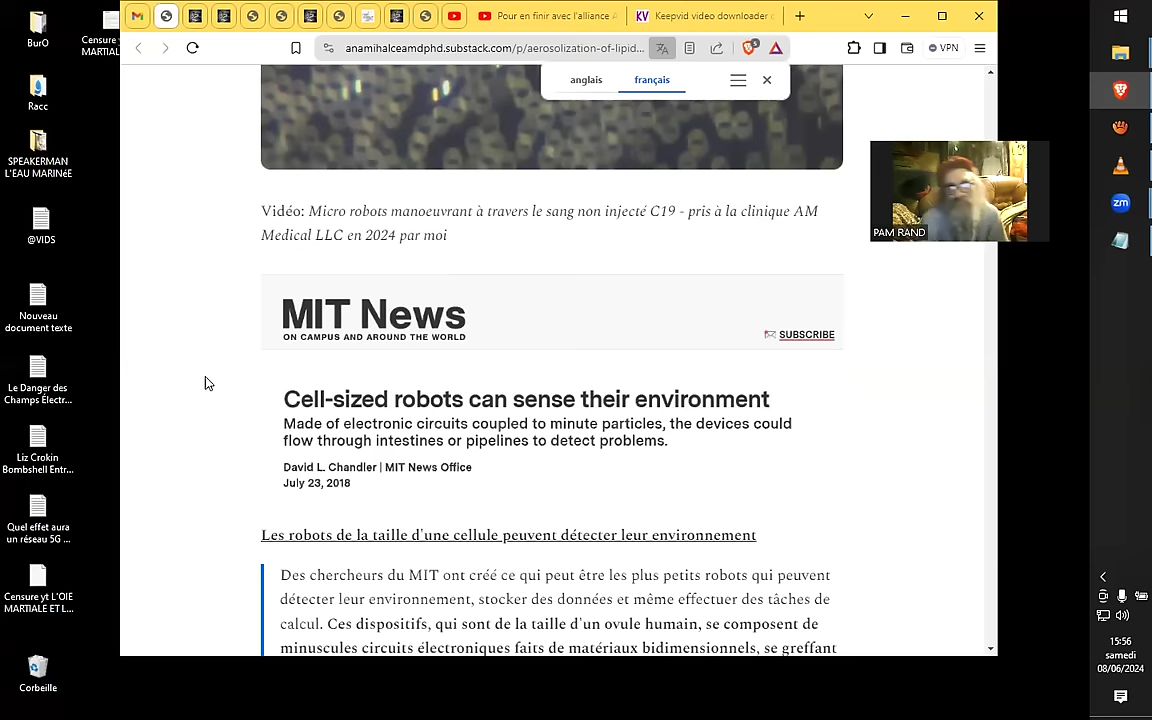 BurO
Censure y...
MARTIAL...
Racc
SPEAKERMAN
L'EAU MARINéE
@VIDS
Nouveau
document texte
Le Danger des
Champs Électr...
Liz Crokin
Bombshell Entr...
Quel effet aura
un réseau 5G ...
Censure yt L'OIE
MARTIALE ET L...
Corbeille
Pour en finir avec l'alliance A
KV Keepvid video downloader c
anamihalceamdphd.substack.com/p/aerosolization-of-lipid...
VPN
anglais
français
Vidéo: Micro robots manoeuvrant à travers le sang non injecté C19 - pris à la clinique AM
Medical LLC en 2024 par moi
MIT News
ON CAMPUS AND AROUND THE WORLD
SUBSCRIBE
Cell-sized robots can sense their environment
Made of electronic circuits coupled to minute particles, the devices could
flow through intestines or pipelines to detect problems.
David L. Chandler | MIT News Office
July 23, 2018
Les robots de la taille d'une cellule peuvent détecter leur environnement
Des chercheurs du MIT ont créé ce qui peut être les plus petits robots qui peuvent
détecter leur environnement, stocker des données et même effectuer des tâches de
calcul. Ces dispositifs, qui sont de la taille d'un ovule humain, se composent de
minuscules circuits électroniques faits de matériaux bidimensionnels, se greffant
PAM RAND
zm
15:56
samedi
08/06/2024